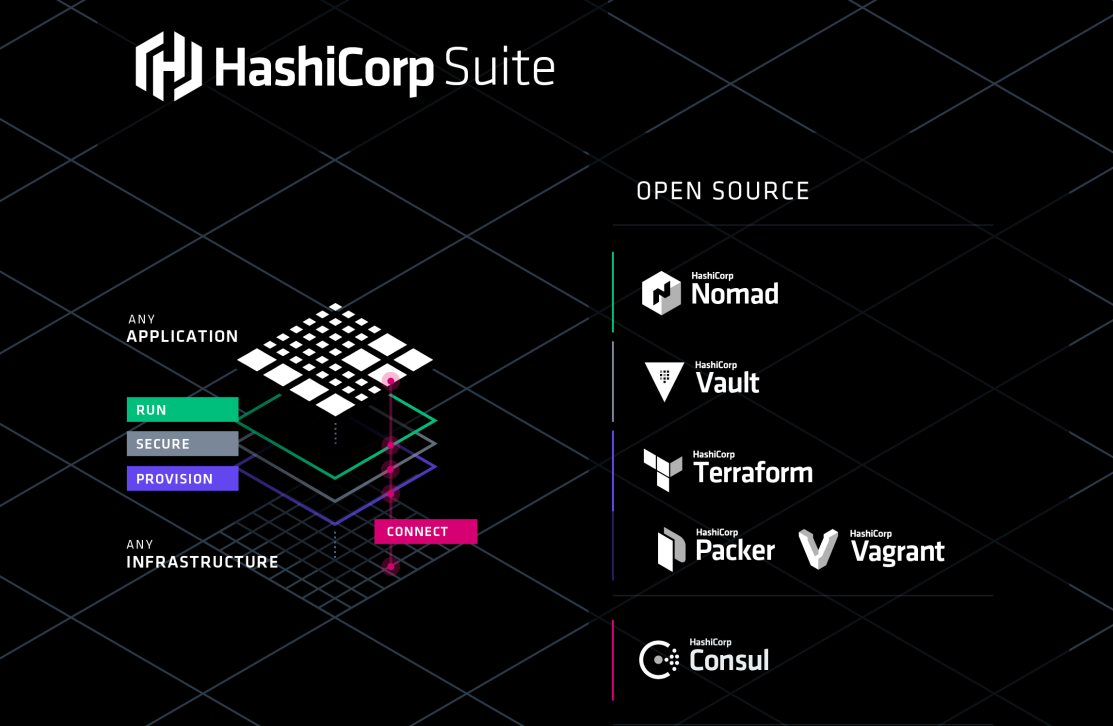 HashiCorp Suite
OPEN SOURCE
ANY
APPLICATION
RUN
SECURE
PROVISION
CONNECT
ANY
INFRASTRUCTURE
HashiCorp
Nomad
HashiCorp
Vault
HashiCorp
Terraform
HashiCorp
Packer
HashiCorp
Vagrant
HashiCorp
Consul